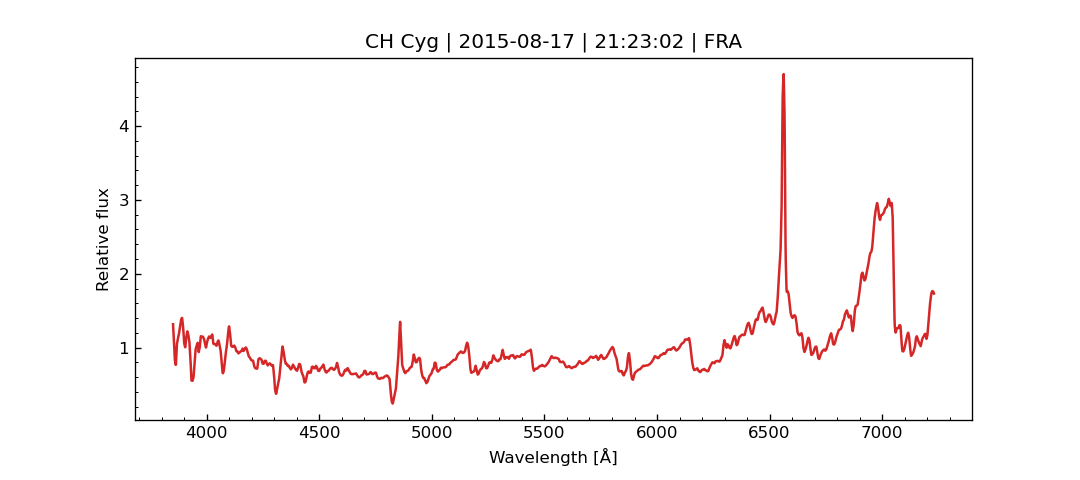 CH Cyg | 2015-08-17 | 21:23:02 | FRA
Relative flux
4
3
2
1
4000 4500 5000 5500 6000 6500 7000
Wavelength [Å]